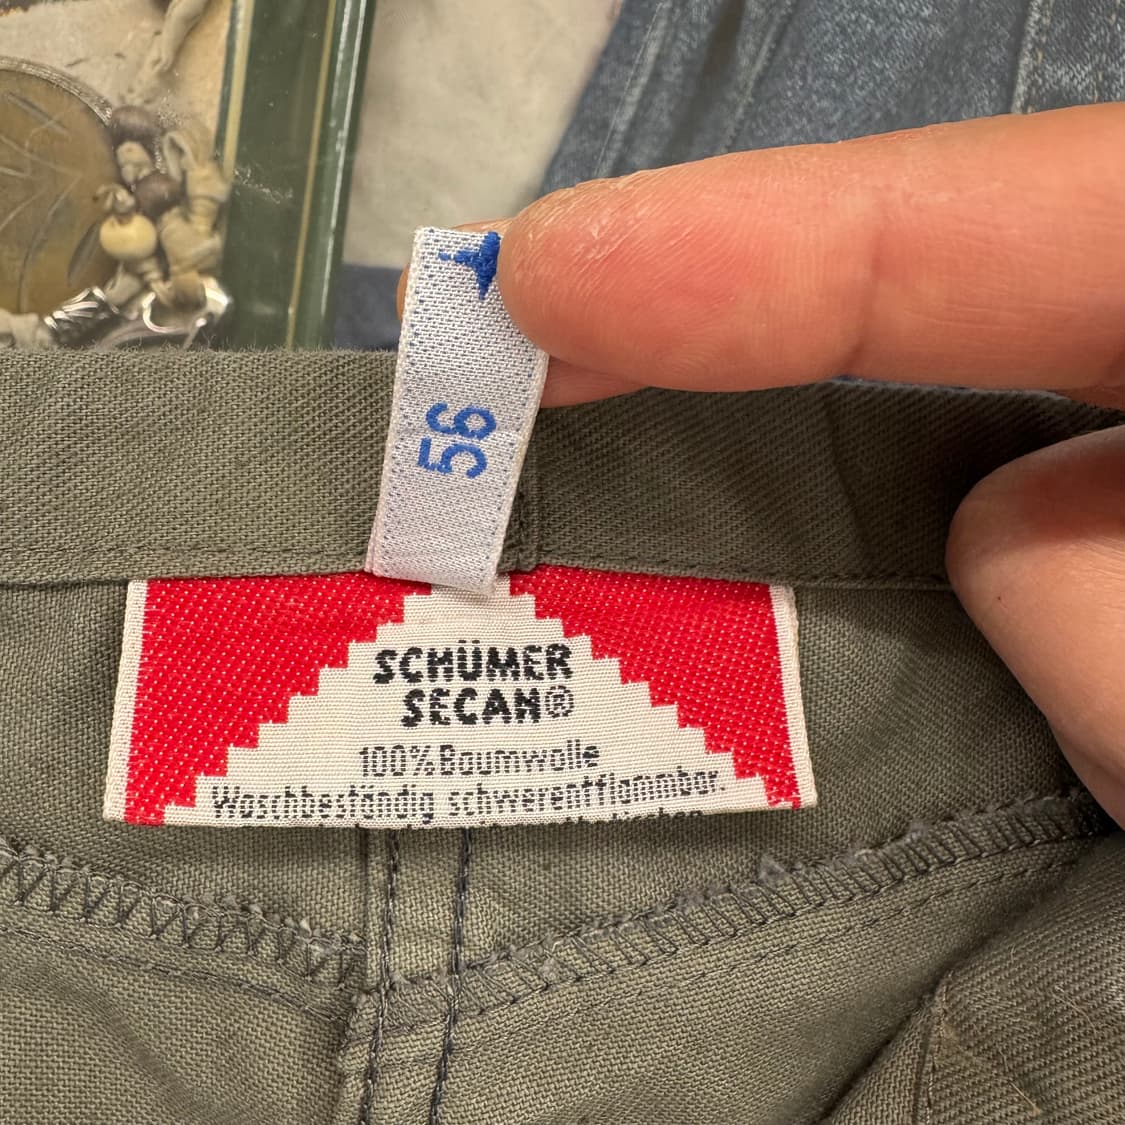 56
SCHÜMER
SECAN®
100%Baumwolle
Waschbeständig schwerentflammbar.